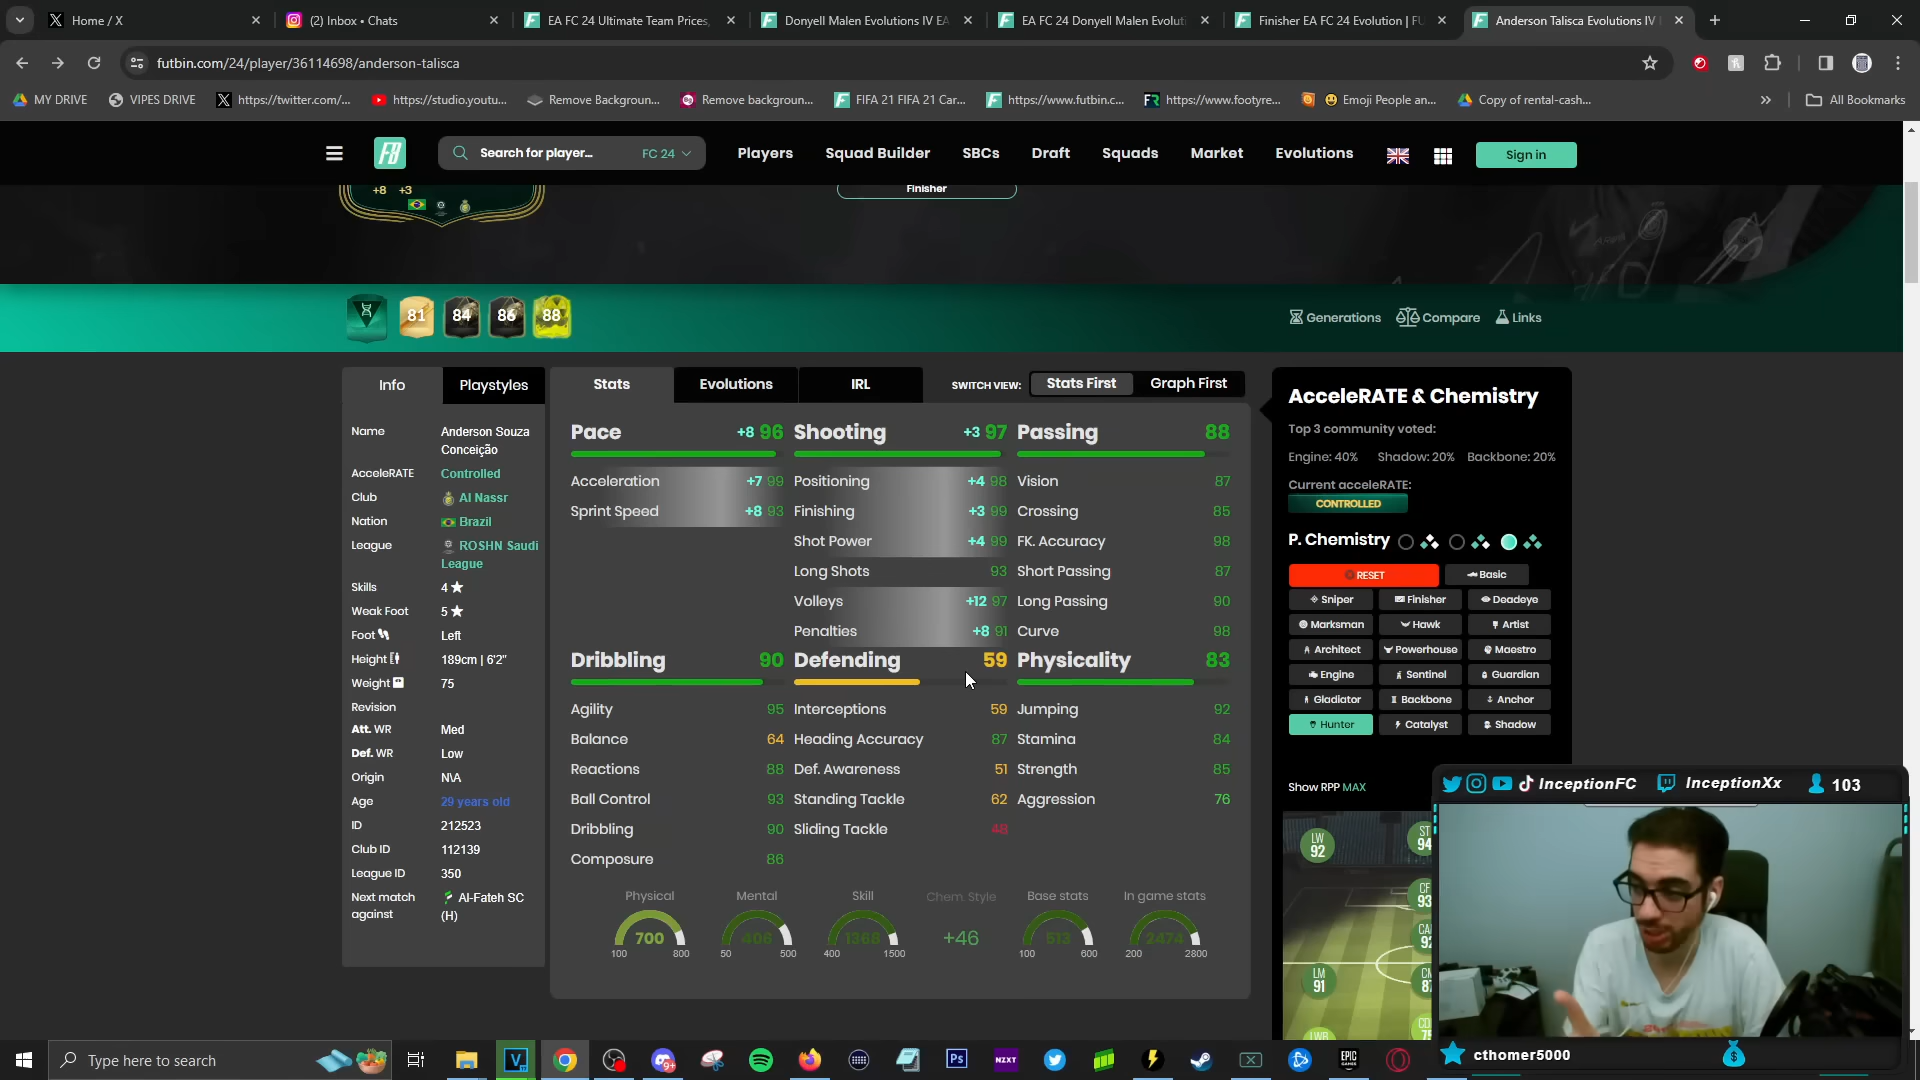 Home / X
(2) Inbox • Chats
EA FC 24 Ultimate Team Prices,
Donyell Malen Evolutions IV EA
EA FC 24 Donyell Malen Evoluti
Finisher EA FC 24 Evolution | FU
Anderson Talisca Evolutions IV
futbin.com/24/player/36114698/anderson-talisca
MY DRIVE
VIPES DRIVE
https://twitter.com/...
https://studio.youtu...
Remove Backgroun...
Remove backgroun...
FIFA 21 FIFA 21 Car...
https://www.futbin.c...
https://www.footyre...
Emoji People an...
Copy of rental-cash...
All Bookmarks
FB
Search for player...
FC 24
Players
Squad Builder
SBCs
Draft
Squads
Market
Evolutions
Sign in
+8 +3
Finisher
81
84
86
88
Generations
Compare
Links
Info
Playstyles
Name Anderson Souza Conceição
AcceleRATE Controlled
Club Al Nassr
Nation Brazil
League ROSHN Saudi League
Skills 4
Weak Foot 5
Foot Left
Height 189cm | 6'2"
Weight 75
Revision
Att. WR Med
Def. WR Low
Origin N\A
Age 29 years old
ID 212523
Club ID 112139
League ID 350
Next match against Al-Fateh SC (H)
Stats
Evolutions
IRL
SWITCH VIEW:
Stats First
Graph First
Pace +8 96
Acceleration +7 99
Sprint Speed +8 93
Shooting +3 97
Positioning +4 98
Finishing +3 99
Shot Power +4 99
Long Shots 93
Volleys +12 97
Penalties +8 91
Passing 88
Vision 87
Crossing 85
FK. Accuracy 98
Short Passing 87
Long Passing 90
Curve 98
Dribbling 90
Agility 95
Balance 64
Reactions 88
Ball Control 93
Dribbling 90
Composure 86
Defending 59
Interceptions 59
Heading Accuracy 87
Def. Awareness 51
Standing Tackle 62
Sliding Tackle 48
Physicality 83
Jumping 92
Stamina 84
Strength 85
Aggression 76
Physical
700
100 800
Mental
406
50 500
Skill
1368
400 1500
Chem. Style
+46
Base stats
513
100 600
In game stats
2474
200 2800
AcceleRATE & Chemistry
Top 3 community voted:
Engine: 40% Shadow: 20% Backbone: 20%
Current acceleRATE:
CONTROLLED
P. Chemistry
RESET
Basic
Sniper
Finisher
Deadeye
Marksman
Hawk
Artist
Architect
Powerhouse
Maestro
Engine
Sentinel
Guardian
Gladiator
Backbone
Anchor
Hunter
Catalyst
Shadow
Show RPP MAX
LW
92
ST
94
CF
93
LM
91
InceptionFC
InceptionXx
103
cthomer5000
Type here to search
V
9+
Ps
NZXT
EPIC GAMES